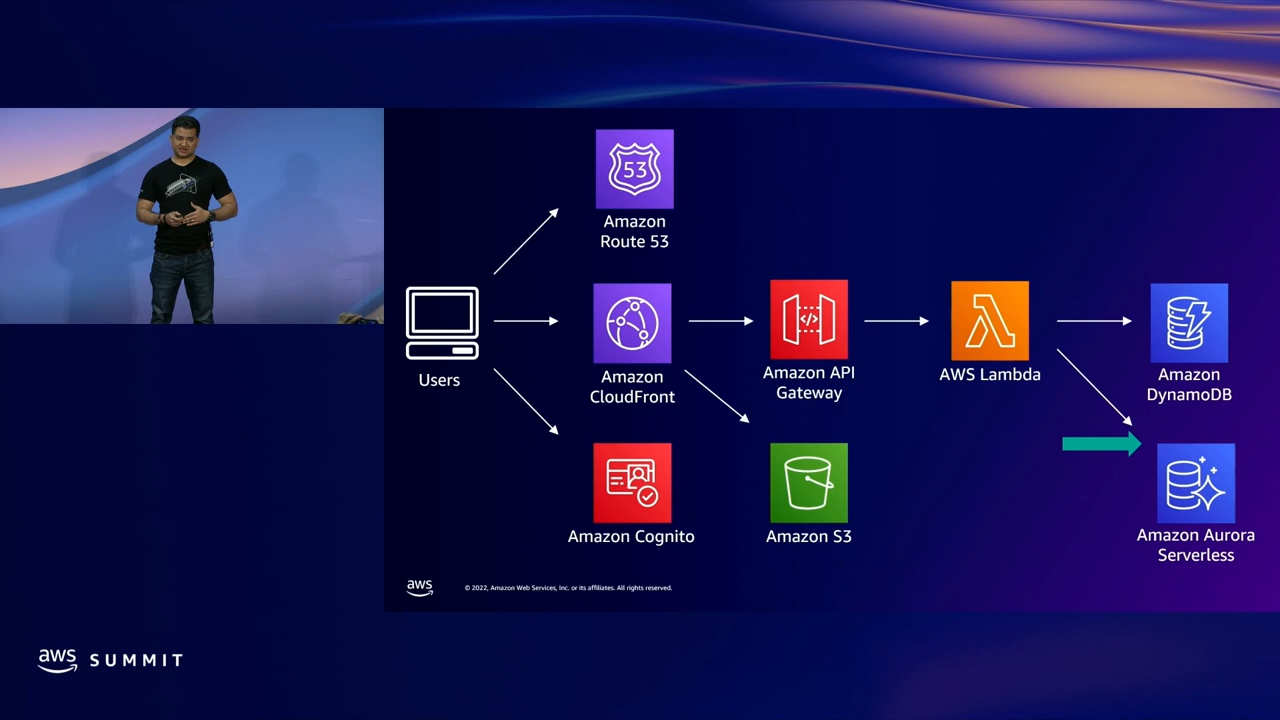 53
Amazon
Route 53
Users
Amazon
CloudFront
</>
Amazon API
Gateway
AWS Lambda
Amazon
DynamoDB
Amazon Cognito
Amazon S3
Amazon Aurora
Serverless
aws
© 2022, Amazon Web Services, Inc. or its affiliates. All rights reserved.
aws SUMMIT